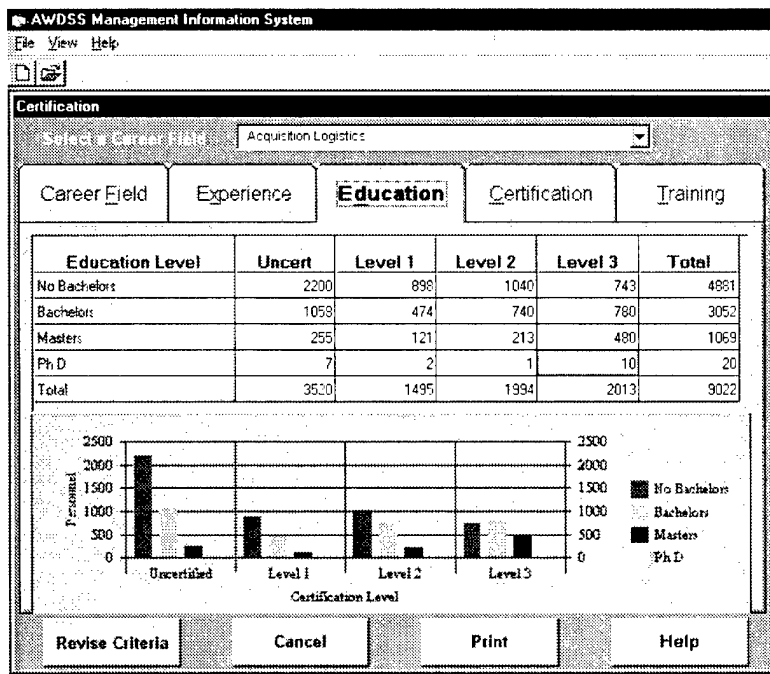 AWDSS Management Information System
File View Help
Certification
Select a Career Field Acquisition Logistics
Career Field Experience Education Certification Training
Education Level Uncert Level 1 Level 2 Level 3 Total
No Bachelors 2200 898 1040 743 4881
Bachelors 1058 474 740 780 3052
Masters 255 121 213 480 1069
Ph D 7 2 1 10 20
Total 3520 1495 1994 2013 9022
2500 2500
2000 2000
1500 1500
1000 1000
500 500
0 0
Personnel
No Bachelors
Bachelors
Masters
Ph D
Uncertified Level 1 Level 2 Level 3
Certification Level
Revise Criteria Cancel Print Help